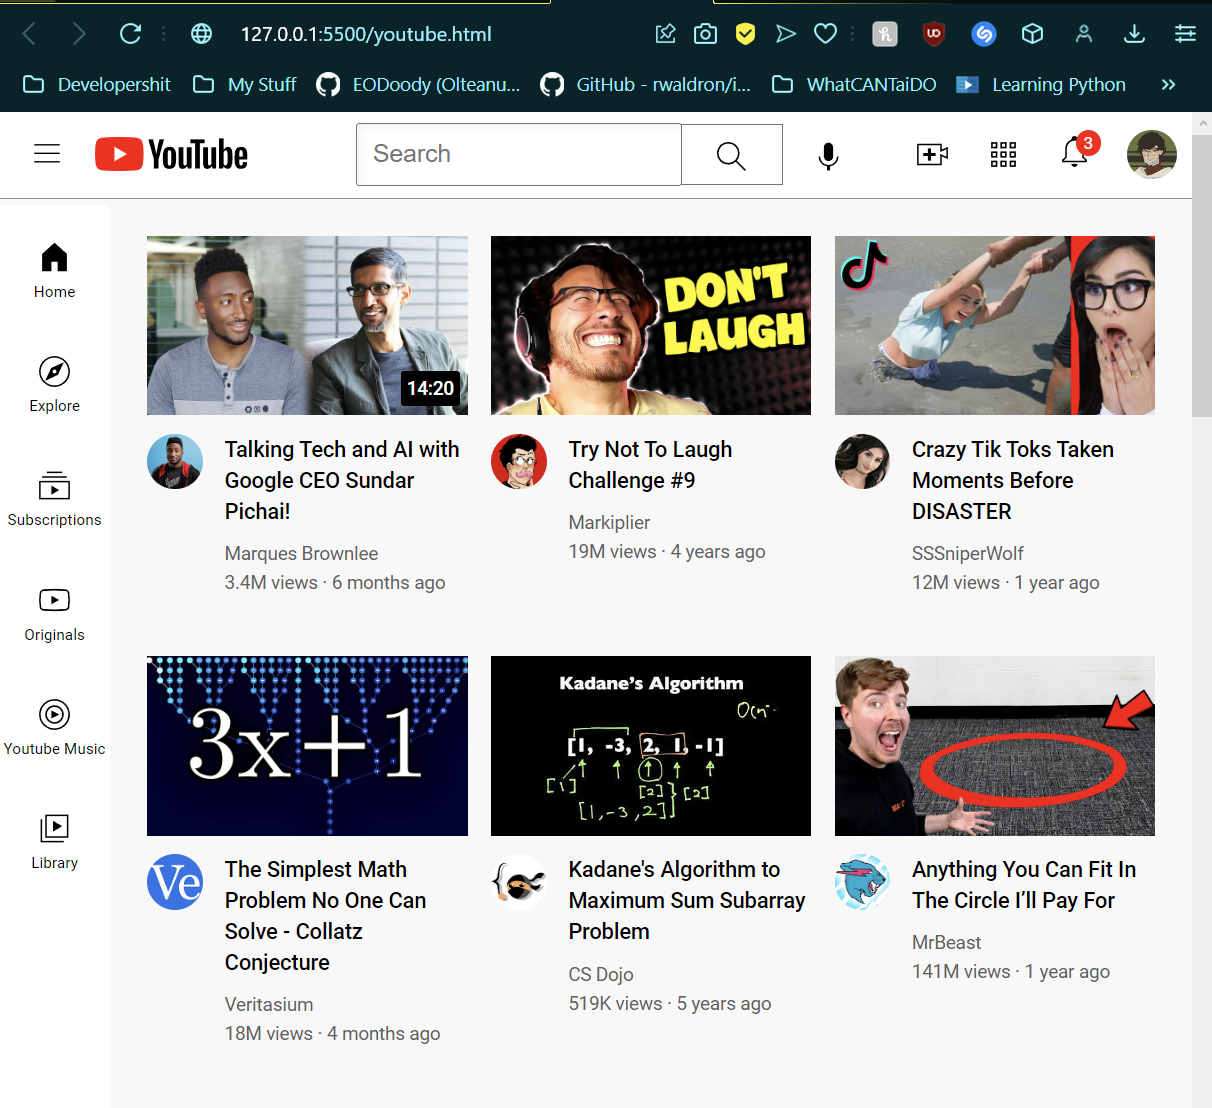 127.0.0.1:5500/youtube.html
Developershit
My Stuff
EODoody (Olteanu...
GitHub - rwaldron/i...
WhatCANTaiDO
Learning Python
»
YouTube
Search
3
Home
Explore
Subscriptions
Originals
Youtube Music
Library
14:20
Talking Tech and AI with
Google CEO Sundar
Pichai!
Marques Brownlee
3.4M views · 6 months ago
DON'T
LAUGH
Try Not To Laugh
Challenge #9
Markiplier
19M views · 4 years ago
Crazy Tik Toks Taken
Moments Before
DISASTER
SSSniperWolf
12M views · 1 year ago
3x+1
Ve
The Simplest Math
Problem No One Can
Solve - Collatz
Conjecture
Veritasium
18M views · 4 months ago
Kadane's Algorithm
[1, -3, 2, 1, -1]
[1]
[2]
[2]
[1,-3,2]
Kadane's Algorithm to
Maximum Sum Subarray
Problem
CS Dojo
519K views · 5 years ago
Anything You Can Fit In
The Circle I’ll Pay For
MrBeast
141M views · 1 year ago